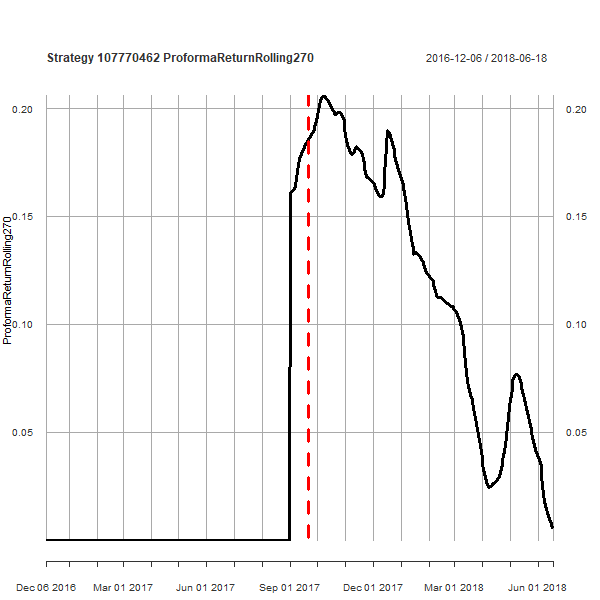 Strategy 107770462 ProformaReturnRolling270
2016-12-06 / 2018-06-18
0.20
0.20
0.15
0.15
0.10
0.10
0.05
0.05
ProformaReturnRolling270
Dec 06 2016
Mar 01 2017
Jun 01 2017
Sep 01 2017
Dec 01 2017
Mar 01 2018
Jun 01 2018